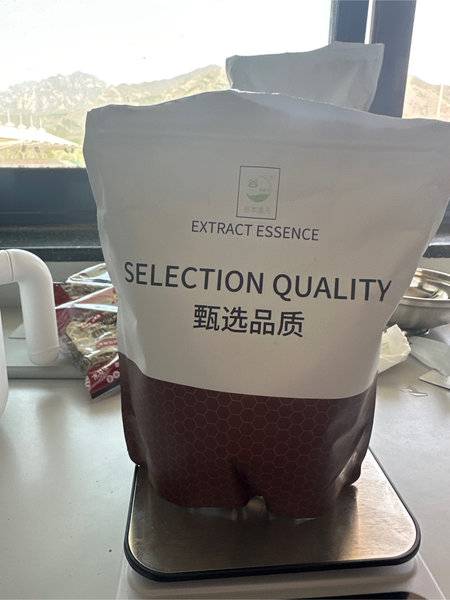 EXTRACT ESSENCE
SELECTION QUALITY
甄选品质